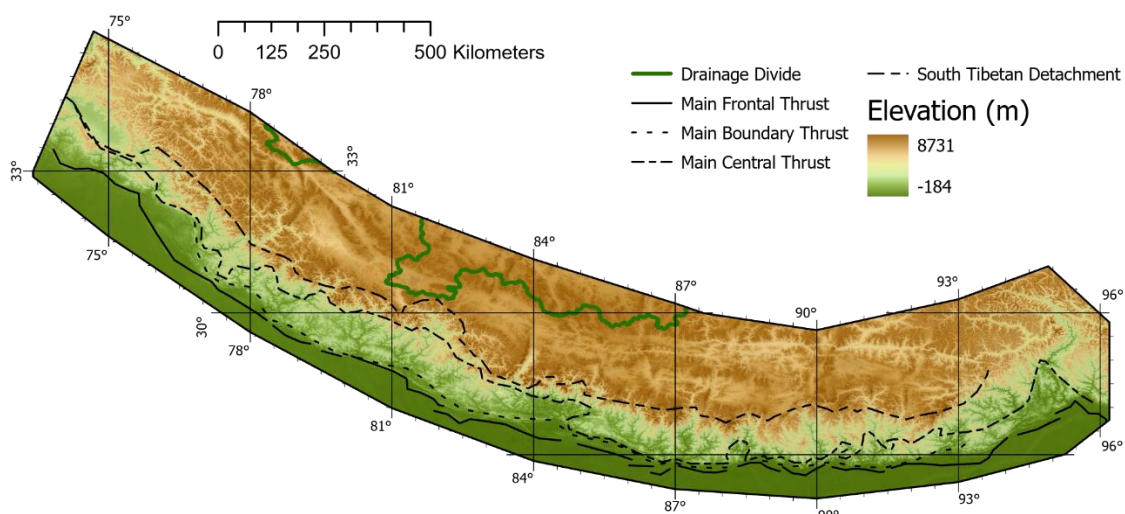 75°
0 125 250 500 Kilometers
Drainage Divide
South Tibetan Detachment
78°
Main Frontal Thrust
Elevation (m)
Main Boundary Thrust
8731
33°
33°
Main Central Thrust
81°
-184
75°
84°
87°
93°
96°
30°
90°
78°
81°
96°
84°
93°
87°